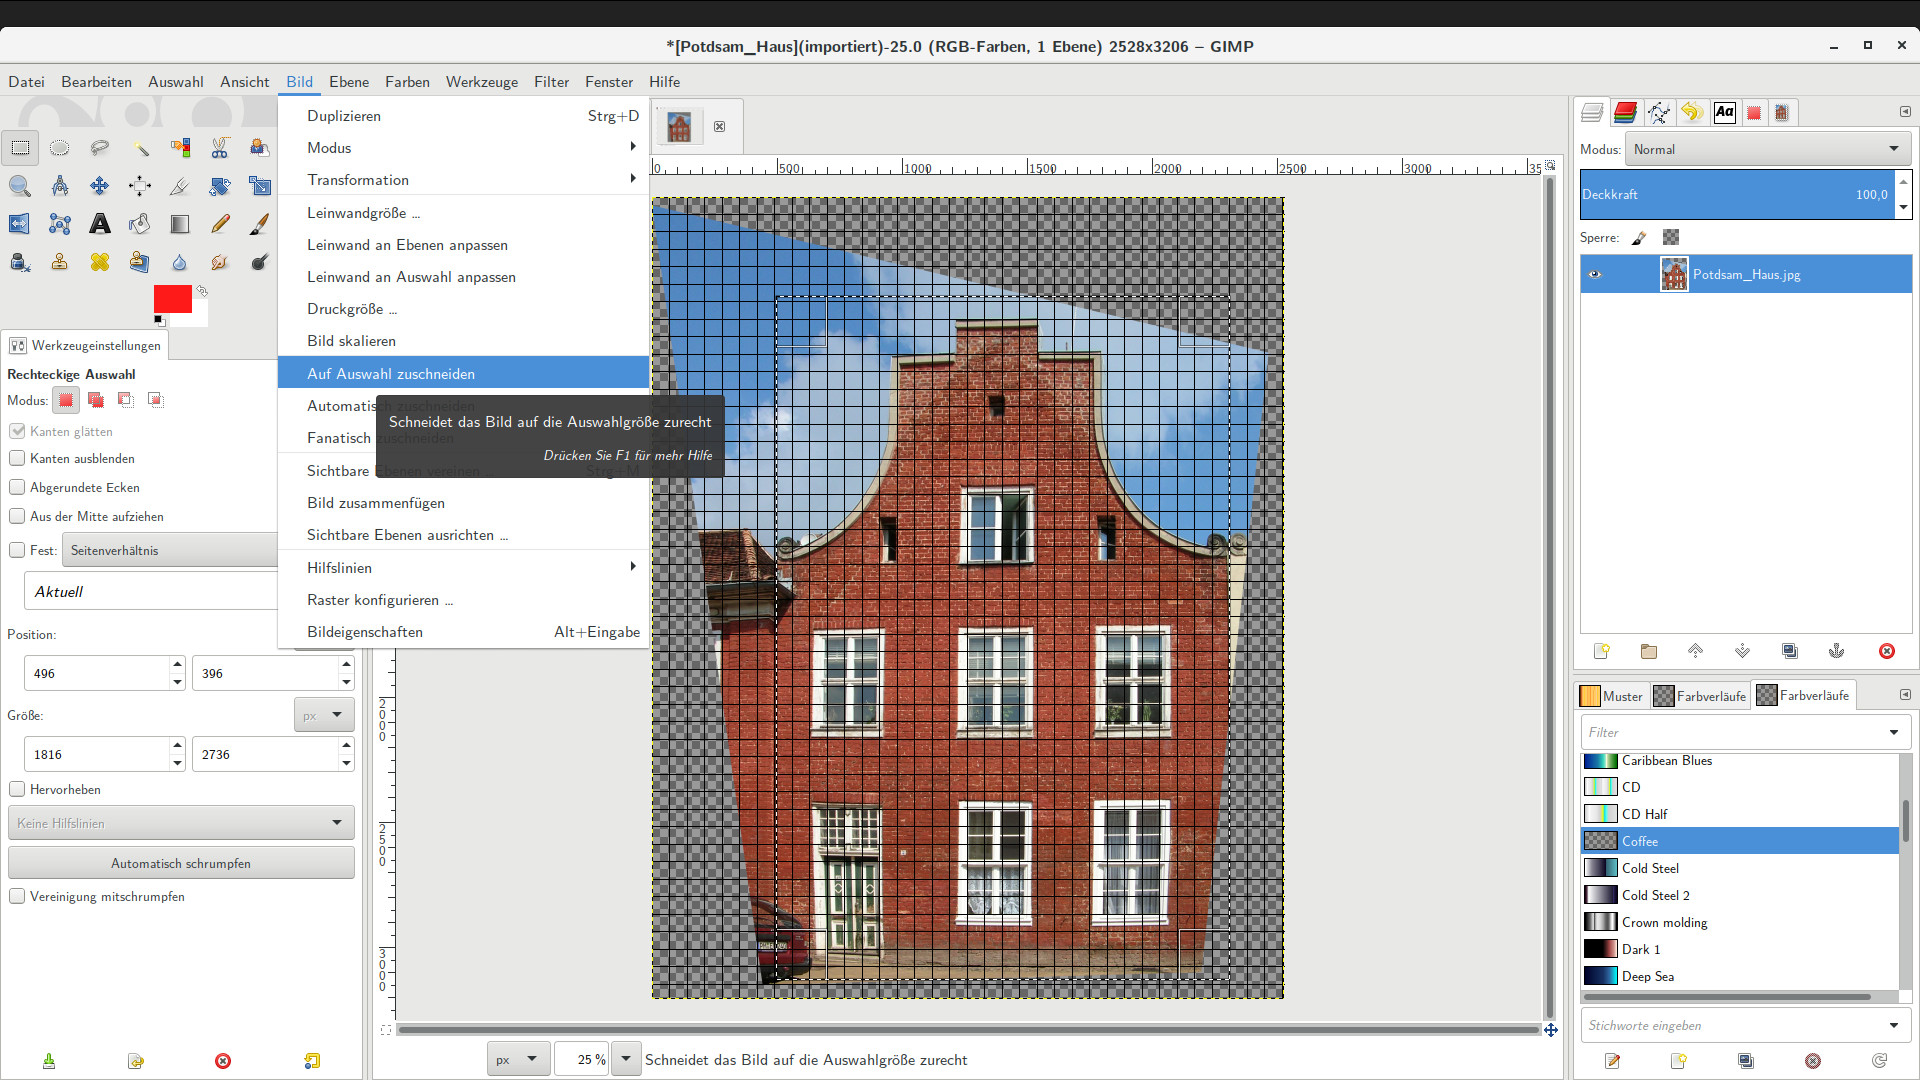 *[Potdsam_Haus](importiert)-25.0 (RGB-Farben, 1 Ebene) 2528x3206 – GIMP
Datei Bearbeiten Auswahl Ansicht Bild Ebene Farben Werkzeuge Filter Fenster Hilfe
Duplizieren Strg+D
Modus
Transformation
Leinwandgröße ...
Leinwand an Ebenen anpassen
Leinwand an Auswahl anpassen
Druckgröße ...
Bild skalieren
Auf Auswahl zuschneiden
Automatisch zuschneiden
Fanatisch zuschneiden
Sichtbare Ebenen vereinen ... Strg+M
Bild zusammenfügen
Sichtbare Ebenen ausrichten ...
Hilfslinien
Raster konfigurieren ...
Bildeigenschaften Alt+Eingabe
Schneidet das Bild auf die Auswahlgröße zurecht
Drücken Sie F1 für mehr Hilfe
Werkzeugeinstellungen
Rechteckige Auswahl
Modus:
Kanten glätten
Kanten ausblenden
Abgerundete Ecken
Aus der Mitte aufziehen
Fest: Seitenverhältnis
Aktuell
Position:
496 396
Größe: px
1816 2736
Hervorheben
Keine Hilfslinien
Automatisch schrumpfen
Vereinigung mitschrumpfen
0 500 1000 1500 2000 2500 3000 35
2000
2500
3000
px 25 % Schneidet das Bild auf die Auswahlgröße zurecht
Aa
Modus: Normal
Deckkraft 100,0
Sperre:
Potdsam_Haus.jpg
Muster Farbverläufe Farbverläufe
Filter
Caribbean Blues
CD
CD Half
Coffee
Cold Steel
Cold Steel 2
Crown molding
Dark 1
Deep Sea
Stichworte eingeben